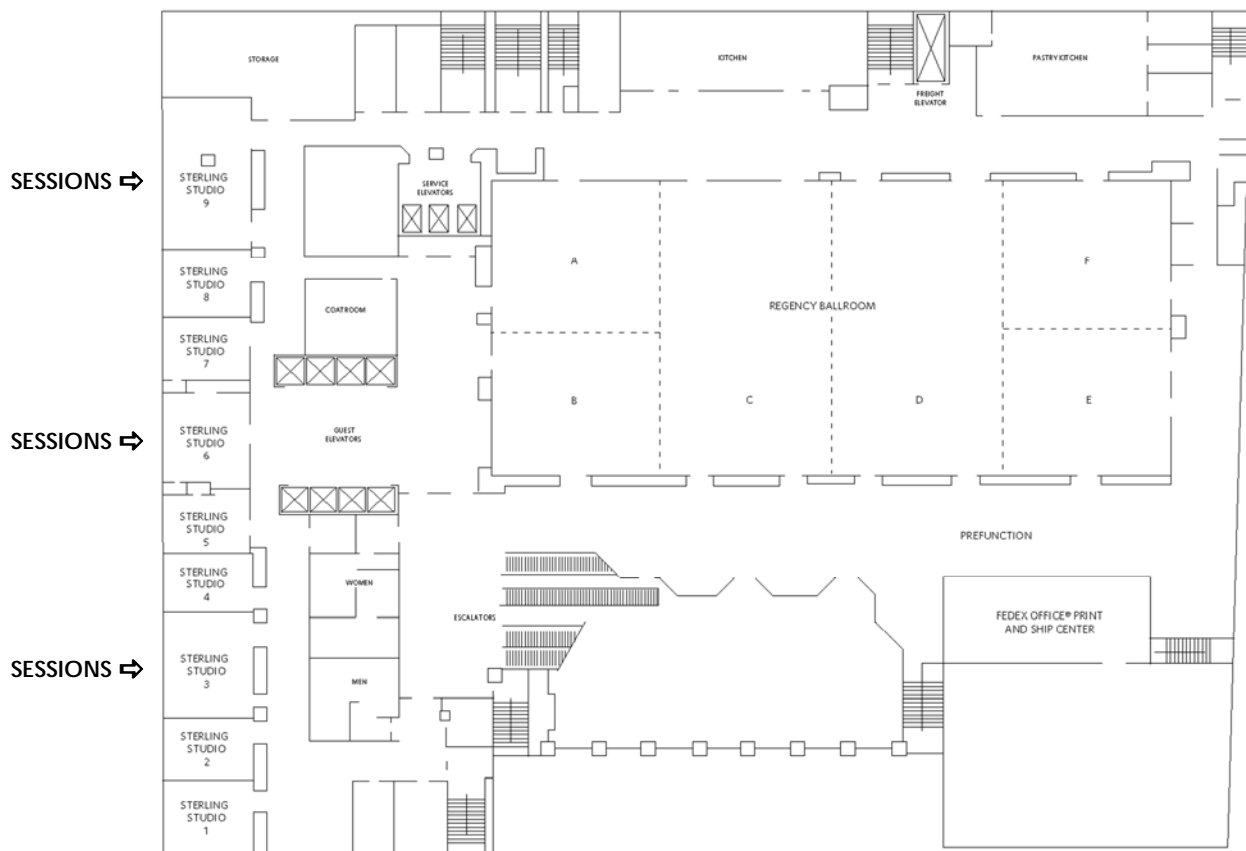 STORAGE
KITCHEN
PASTRY KITCHEN
FREIGHT
ELEVATOR
SESSIONS ⇨
STERLING
STUDIO
9
SERVICE
ELEVATORS
STERLING
STUDIO
8
A
F
COATROOM
REGENCY BALLROOM
STERLING
STUDIO
7
B
C
D
E
SESSIONS ⇨
STERLING
STUDIO
6
GUEST
ELEVATORS
STERLING
STUDIO
5
PREFUNCTION
STERLING
STUDIO
4
WOMEN
ESCALATORS
FEDEX OFFICE® PRINT
AND SHIP CENTER
SESSIONS ⇨
STERLING
STUDIO
3
MEN
STERLING
STUDIO
2
STERLING
STUDIO
1